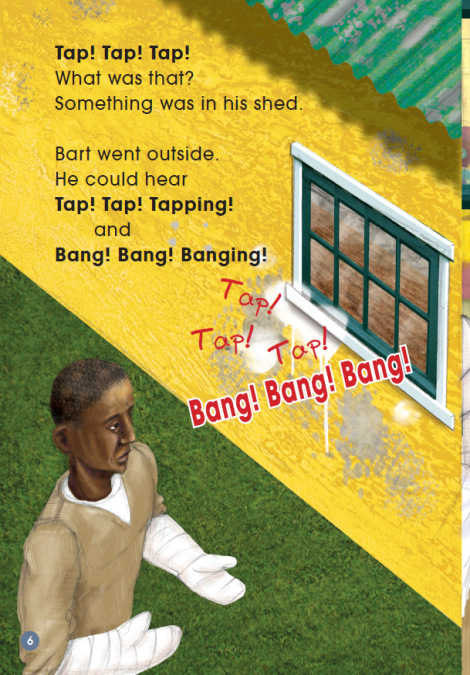 Tap! Tap! Tap!
What was that?
Something was in his shed.
Bart went outside.
He could hear
Tap! Tap! Tapping!
and
Bang! Bang! Banging!
Tap!
Tap!
Tap!
Bang! Bang! Bang!
6